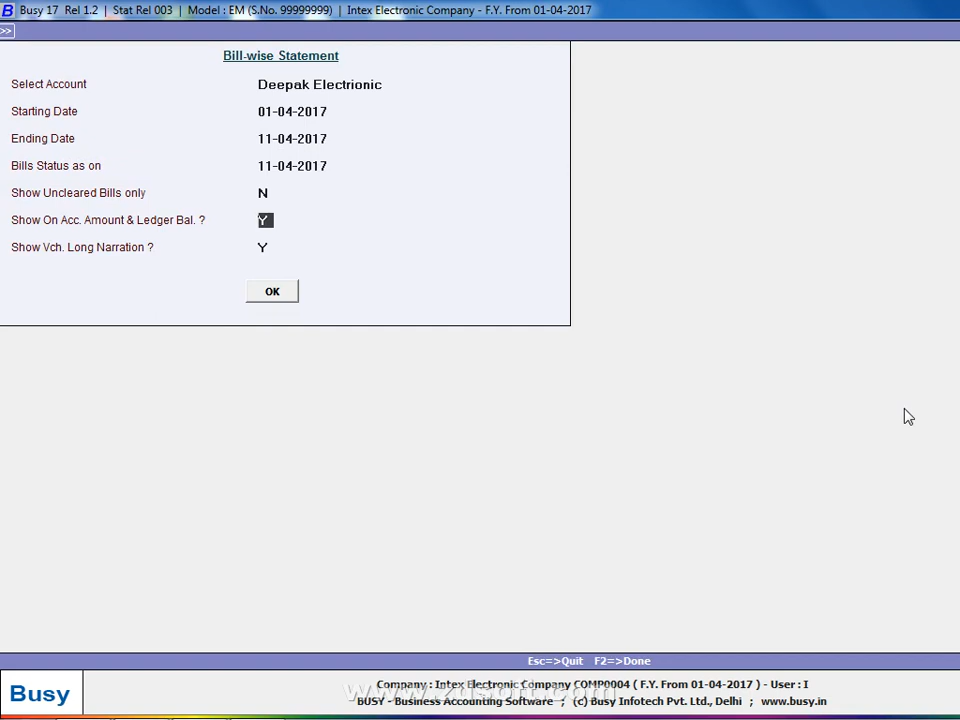 B Busy 17 Rel 1.2 | Stat Rel 003 | Model : EM (S.No. 99999999) | Intex Electronic Company - F.Y. From 01-04-2017
>>
Bill-wise Statement
Select Account Deepak Electrionic
Starting Date 01-04-2017
Ending Date 11-04-2017
Bills Status as on 11-04-2017
Show Uncleared Bills only N
Show On Acc. Amount & Ledger Bal. ? Y
Show Vch. Long Narration ? Y
OK
Esc=>Quit F2=>Done
Busy
Company : Intex Electronic Company COMP0004 ( F.Y. From 01-04-2017 ) - User : I
www.zdsoft.com
BUSY - Business Accounting Software ; (c) Busy Infotech Pvt. Ltd., Delhi ; www.busy.in